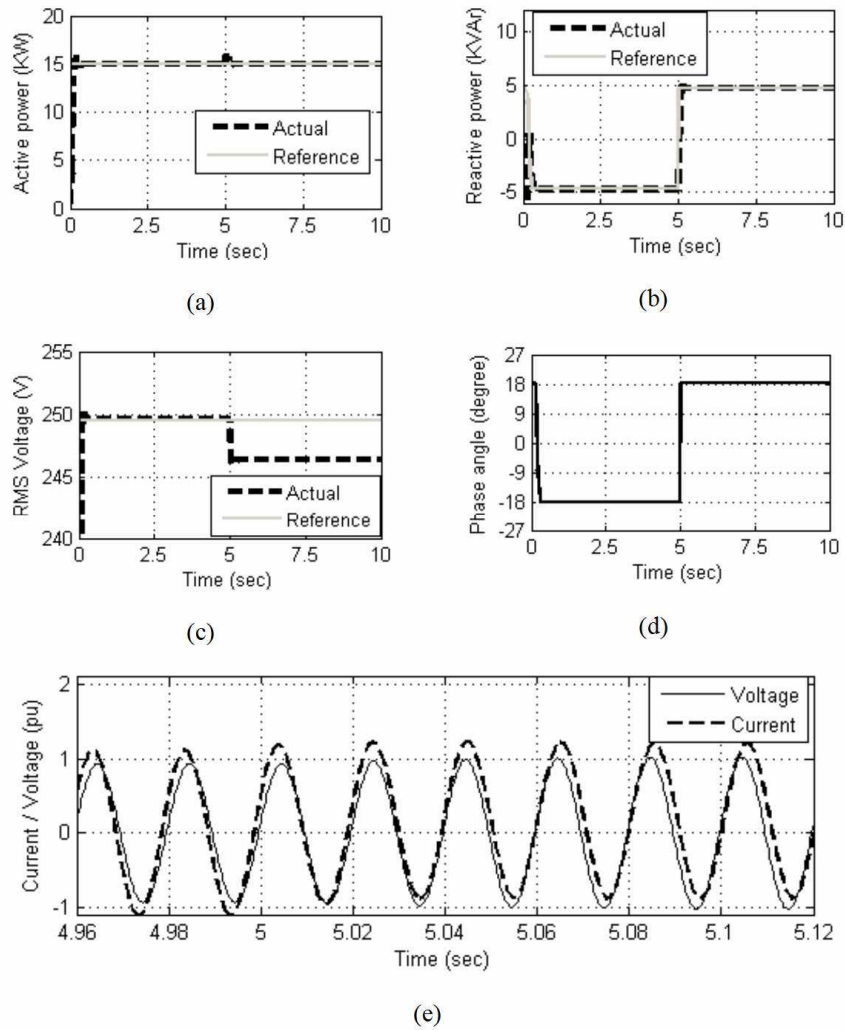 Active power (KW)
20
15
10
5
0
Actual
Reference
0 2.5 5 7.5 10
Time (sec)
(a)
Reactive power (KVAr)
10
5
0
-5
Actual
Reference
0 2.5 5 7.5 10
Time (sec)
(b)
RMS Voltage (V)
255
250
245
240
Actual
Reference
0 2.5 5 7.5 10
Time (sec)
(c)
Phase angle (degree)
27
18
9
0
-9
-18
-27
0 2.5 5 7.5 10
Time (sec)
(d)
Current / Voltage (pu)
2
1
0
-1
Voltage
Current
4.96 4.98 5 5.02 5.04 5.06 5.08 5.1 5.12
Time (sec)
(e)